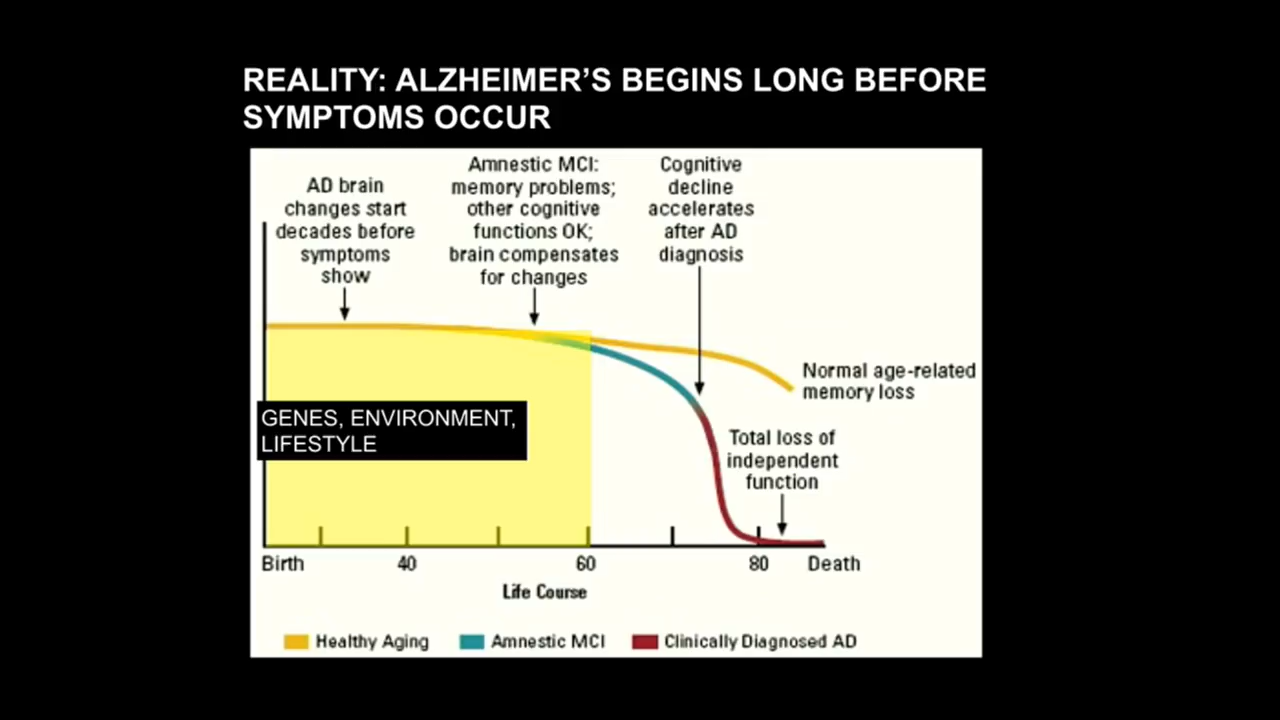 REALITY: ALZHEIMER'S BEGINS LONG BEFORE
SYMPTOMS OCCUR
AD brain
changes start
decades before
symptoms
show
Amnestic MCI:
memory problems;
other cognitive
functions OK;
brain compensates
for changes
Cognitive
decline
accelerates
after AD
diagnosis
Normal age-related
memory loss
GENES, ENVIRONMENT,
LIFESTYLE
Total loss of
independent
function
Birth
40
60
80
Death
Life Course
Healthy Aging
Amnestic MCI
Clinically Diagnosed AD